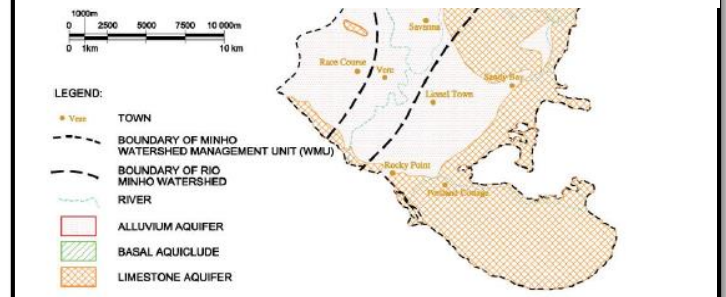 1000m
0 2500 5000 7500 10 000m
0 1km 10 km
Savanna
Race Course
Vere
Sandy Bay
Lionel Town
Rocky Point
Portland Cottage
LEGEND:
Vere TOWN
BOUNDARY OF MINHO
WATERSHED MANAGEMENT UNIT (WMU)
BOUNDARY OF RIO
MINHO WATERSHED
RIVER
ALLUVIUM AQUIFER
BASAL AQUICLUDE
LIMESTONE AQUIFER